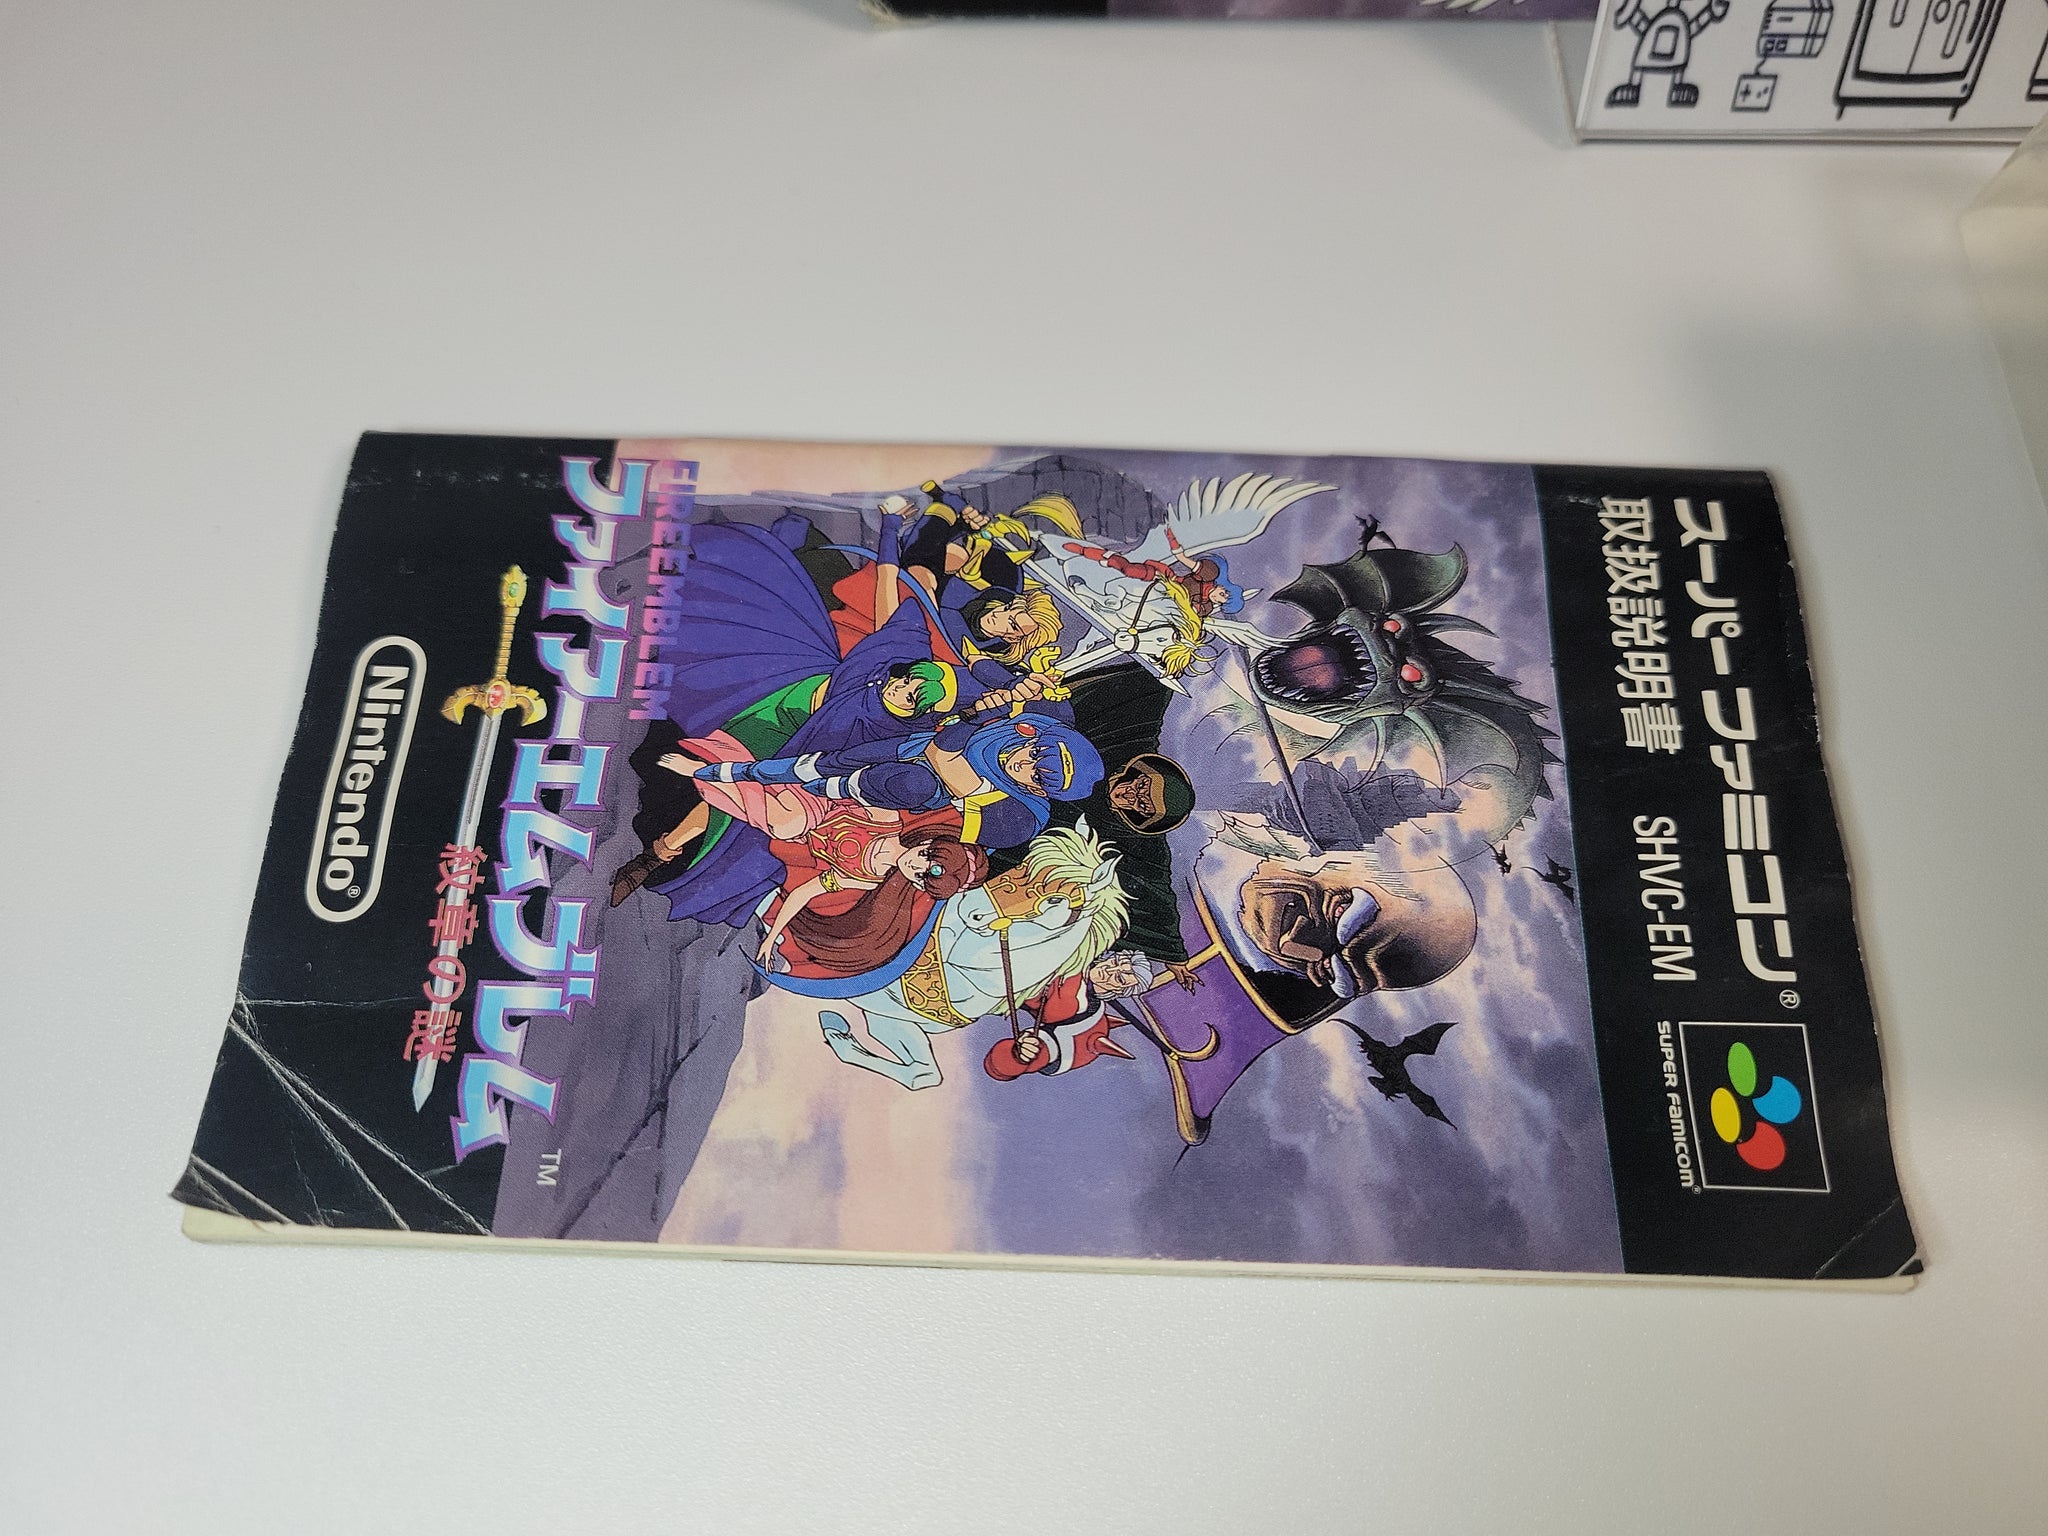 スーパーファミコン®
取扱説明書 SHVC-EM
SUPER FAMICOM®
FIRE EMBLEM
ファイアーエムブレム
TM
紋章の謎
Nintendo®